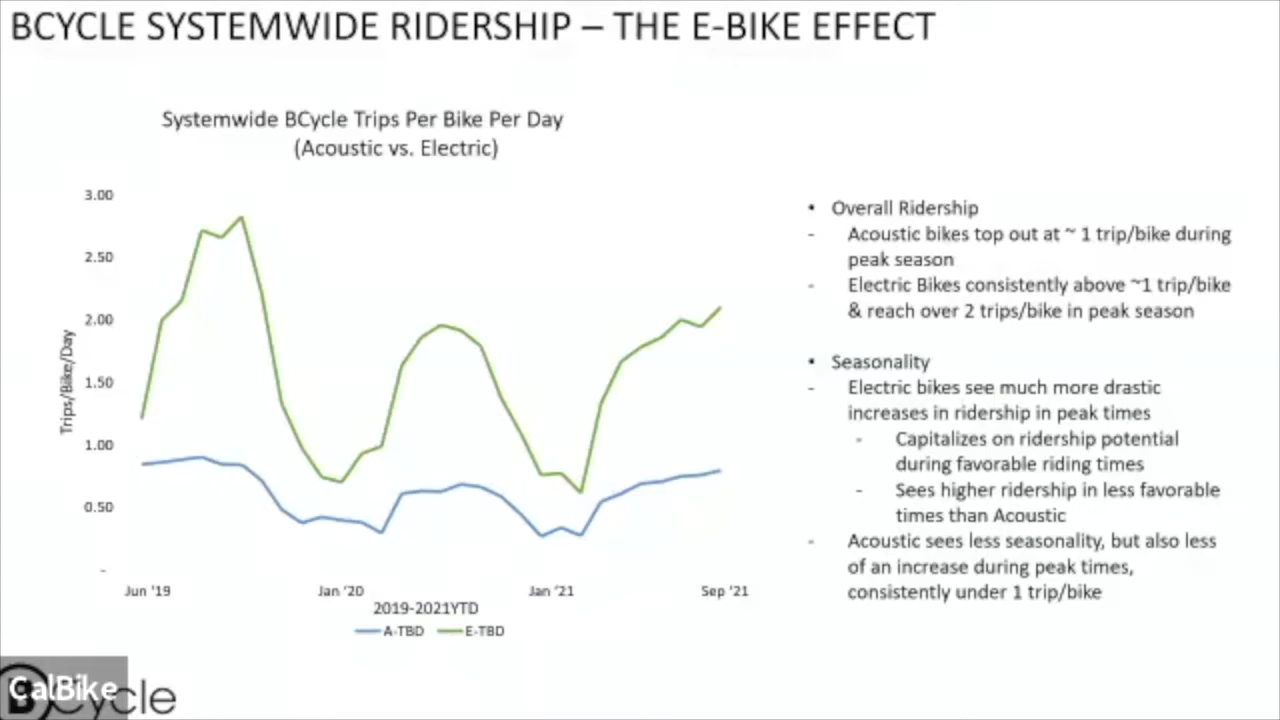 BCYCLE SYSTEMWIDE RIDERSHIP – THE E-BIKE EFFECT
Systemwide BCycle Trips Per Bike Per Day
(Acoustic vs. Electric)
Trips/Bike/Day
3.00
2.50
2.00
1.50
1.00
0.50
-
Jun '19
Jan '20
Jan '21
Sep '21
2019-2021YTD
A-TBD
E-TBD
• Overall Ridership
- Acoustic bikes top out at ~ 1 trip/bike during
peak season
- Electric Bikes consistently above ~1 trip/bike
& reach over 2 trips/bike in peak season
• Seasonality
- Electric bikes see much more drastic
increases in ridership in peak times
- Capitalizes on ridership potential
during favorable riding times
- Sees higher ridership in less favorable
times than Acoustic
- Acoustic sees less seasonality, but also less
of an increase during peak times,
consistently under 1 trip/bike
CalBike
BCycle